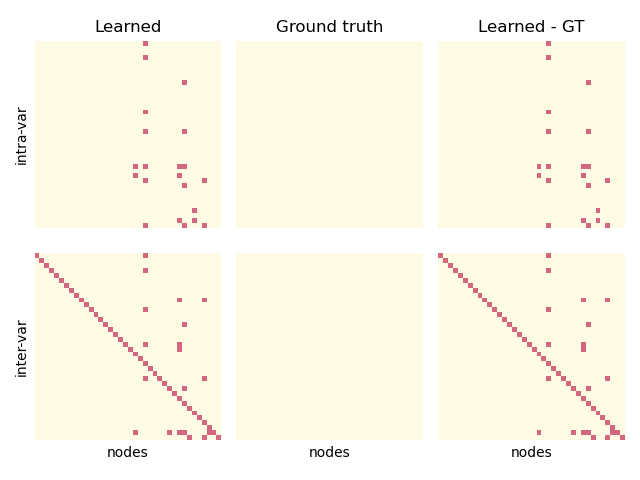 Learned
Ground truth
Learned - GT
intra-var
inter-var
nodes
nodes
nodes